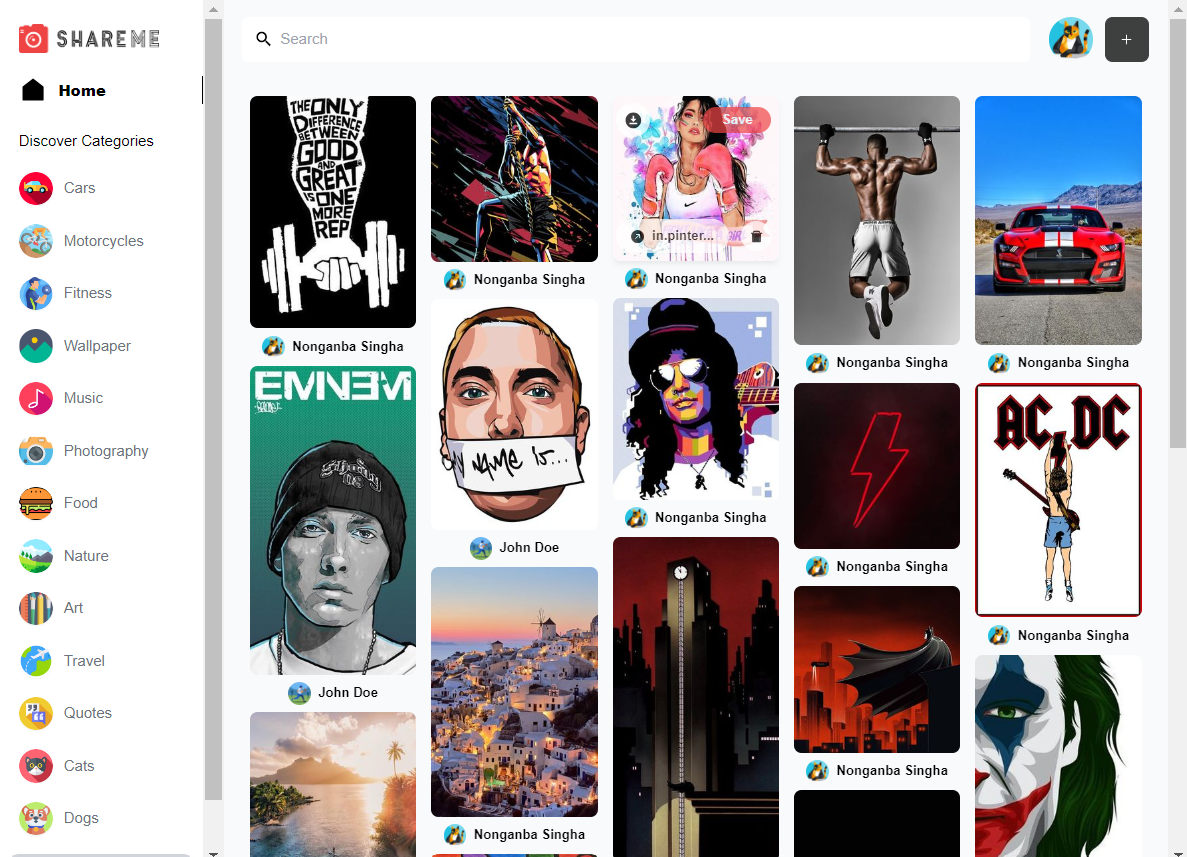 SHAREME
Search
+
Home
Discover Categories
Cars
Motorcycles
Fitness
Wallpaper
Music
Photography
Food
Nature
Art
Travel
Quotes
Cats
Dogs
THE ONLY
DIFFERENCE
BETWEEN
GOOD
AND
GREAT
IS ONE
MORE
REP
Nonganba Singha
EMINEM
John Doe
Nonganba Singha
NAME IS...
John Doe
Nonganba Singha
Save
in.pinter...
Nonganba Singha
Nonganba Singha
Nonganba Singha
Nonganba Singha
Nonganba Singha
Nonganba Singha
AC DC
Nonganba Singha